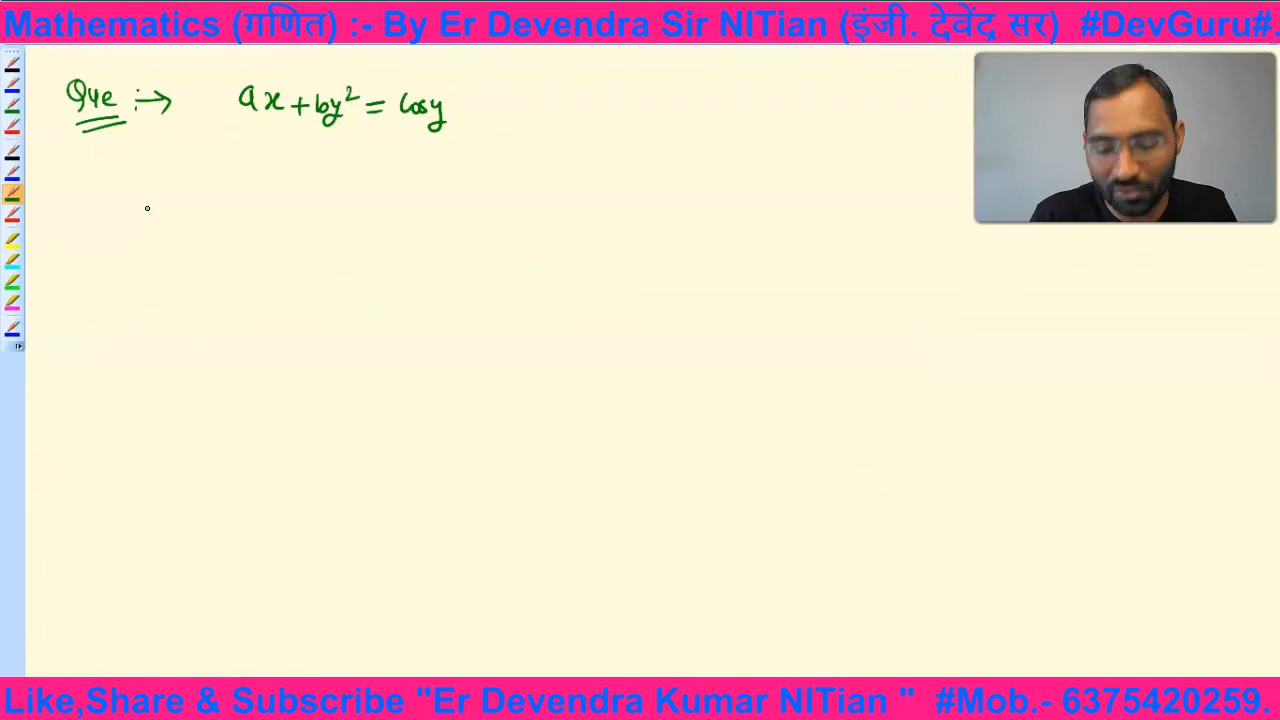 Mathematics (गणित) :- By Er Devendra Sir NITian (इंजी. देवेंद्र सर) #DevGuru#.
Que :→ ax + by² = cosy
Like,Share & Subscribe "Er Devendra Kumar NITian " #Mob.- 6375420259.